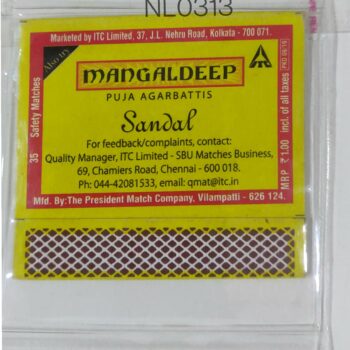 NL0313
Marketed by ITC Limited, 37, J.L. Nehru Road, Kolkata - 700 071.
Also try
MANGALDEEP
PUJA AGARBATTIS
Sandal
For feedback/complaints, contact:
Quality Manager, ITC Limited - SBU Matches Business,
69, Chamiers Road, Chennai - 600 018.
Ph: 044-42081533, email: qmat@itc.in
Mfd. By:The President Match Company, Vilampatti - 626 124.
35 Safety Matches
MRP ₹1.00 incl. of all taxes